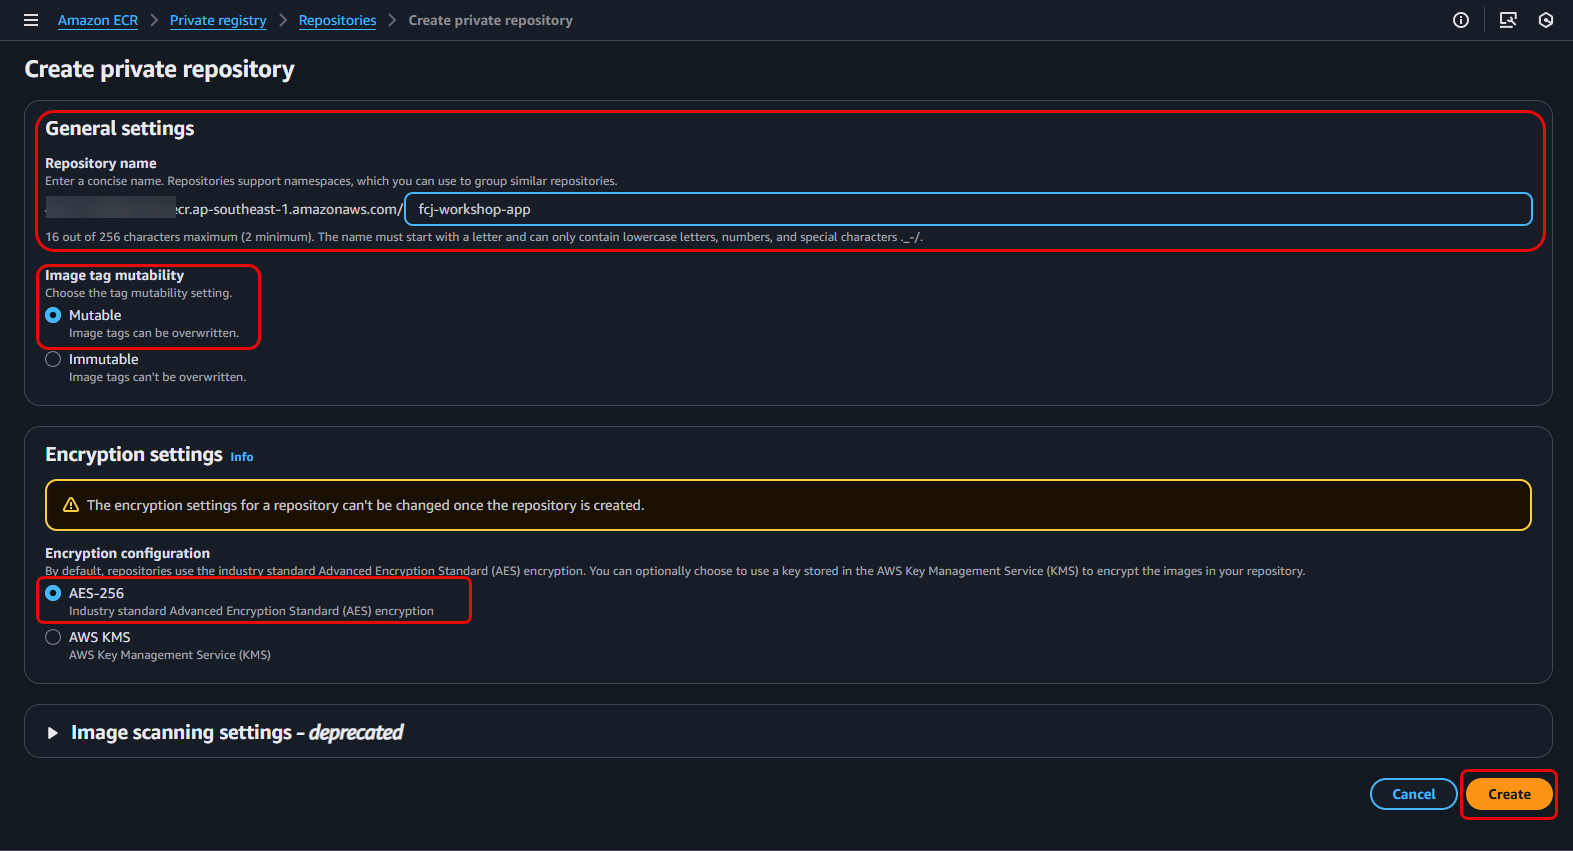 Amazon ECR > Private registry > Repositories > Create private repository
Create private repository
General settings
Repository name
Enter a concise name. Repositories support namespaces, which you can use to group similar repositories.
ecr.ap-southeast-1.amazonaws.com/ fcj-workshop-app
16 out of 256 characters maximum (2 minimum). The name must start with a letter and can only contain lowercase letters, numbers, and special characters ._-/.
Image tag mutability
Choose the tag mutability setting.
Mutable
Image tags can be overwritten.
Immutable
Image tags can't be overwritten.
Encryption settings Info
The encryption settings for a repository can't be changed once the repository is created.
Encryption configuration
By default, repositories use the industry standard Advanced Encryption Standard (AES) encryption. You can optionally choose to use a key stored in the AWS Key Management Service (KMS) to encrypt the images in your repository.
AES-256
Industry standard Advanced Encryption Standard (AES) encryption
AWS KMS
AWS Key Management Service (KMS)
Image scanning settings - deprecated
Cancel Create